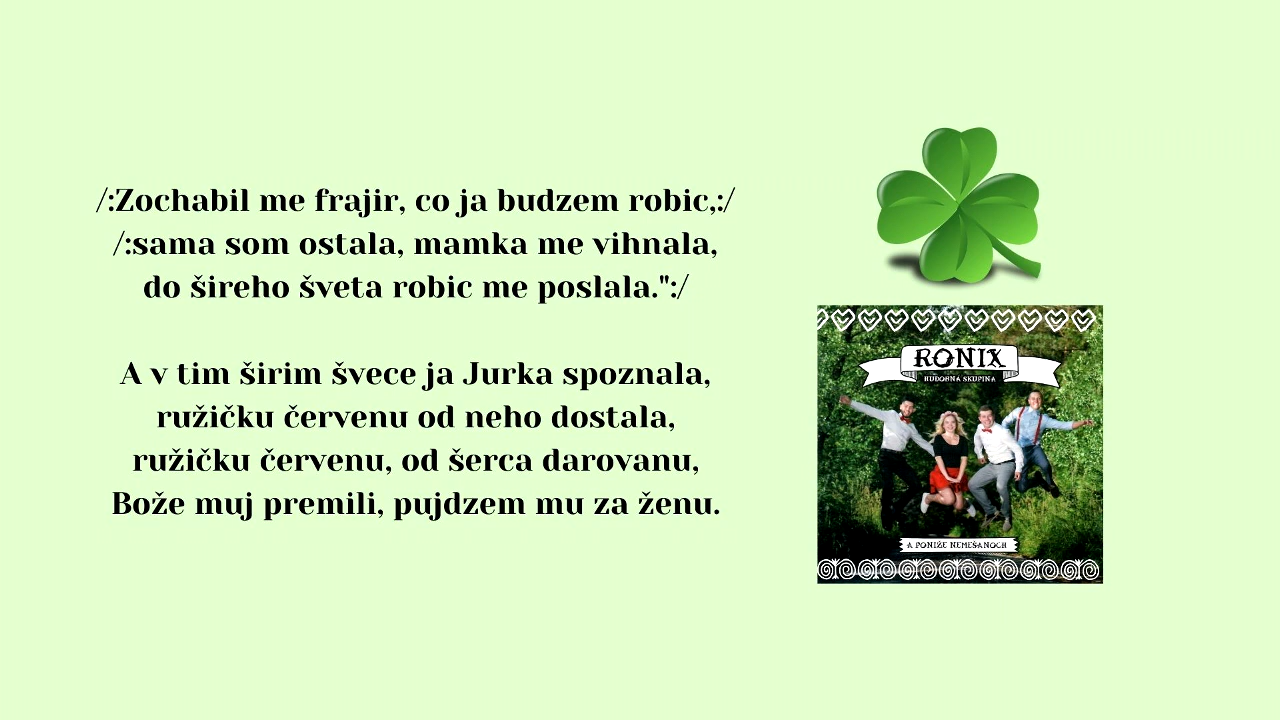 /:Zochabil me frajir, co ja budzem robic,:/
/:sama som ostala, mamka me vihnala,
do šireho šveta robic me poslala.":/
A v tim širim švece ja Jurka spoznala,
ružičku červenu od neho dostala,
ružičku červenu, od šerca darovanu,
Bože muj premili, pujdzem mu za ženu.
RONIX
HUDOBNA SKUPINA
A PONIŽE NEMEŠANOCH